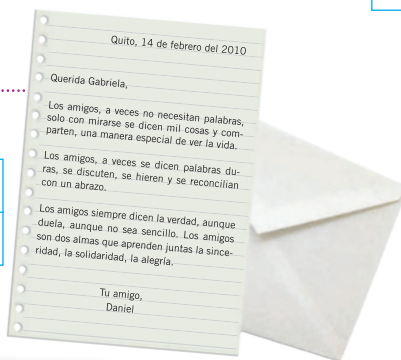 Quito, 14 de febrero del 2010
Querida Gabriela,
Los amigos, a veces no necesitan palabras,
solo con mirarse se dicen mil cosas y com-
parten, una manera especial de ver la vida.
Los amigos, a veces se dicen palabras du-
ras, se discuten, se hieren y se reconcilian
con un abrazo.
Los amigos siempre dicen la verdad, aunque
duela, aunque no sea sencillo. Los amigos
son dos almas que aprenden juntas la since-
ridad, la solidaridad, la alegría.
Tu amigo,
Daniel